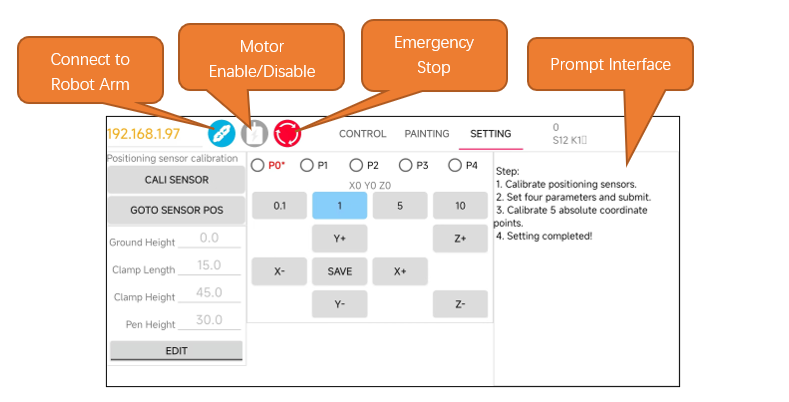 Connect to
Robot Arm
Motor
Enable/Disable
Emergency
Stop
Prompt Interface
192.168.1.97
CONTROL PAINTING SETTING
0
S12 K1
Positioning sensor calibration
CALI SENSOR
GOTO SENSOR POS
Ground Height 0.0
Clamp Length 15.0
Clamp Height 45.0
Pen Height 30.0
EDIT
P0* P1 P2 P3 P4
X0 Y0 Z0
0.1 1 5 10
Y+ Z+
X- SAVE X+
Y- Z-
Step:
1. Calibrate positioning sensors.
2. Set four parameters and submit.
3. Calibrate 5 absolute coordinate
points.
4. Setting completed!